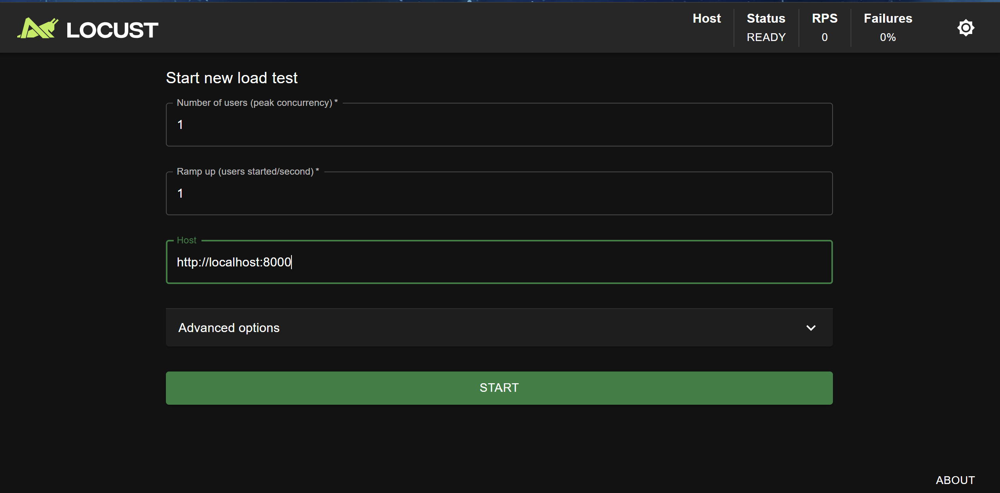 LOCUST
Host
Status
READY
RPS
0
Failures
0%
Start new load test
Number of users (peak concurrency) *
1
Ramp up (users started/second) *
1
Host
http://localhost:8000
Advanced options
START
ABOUT